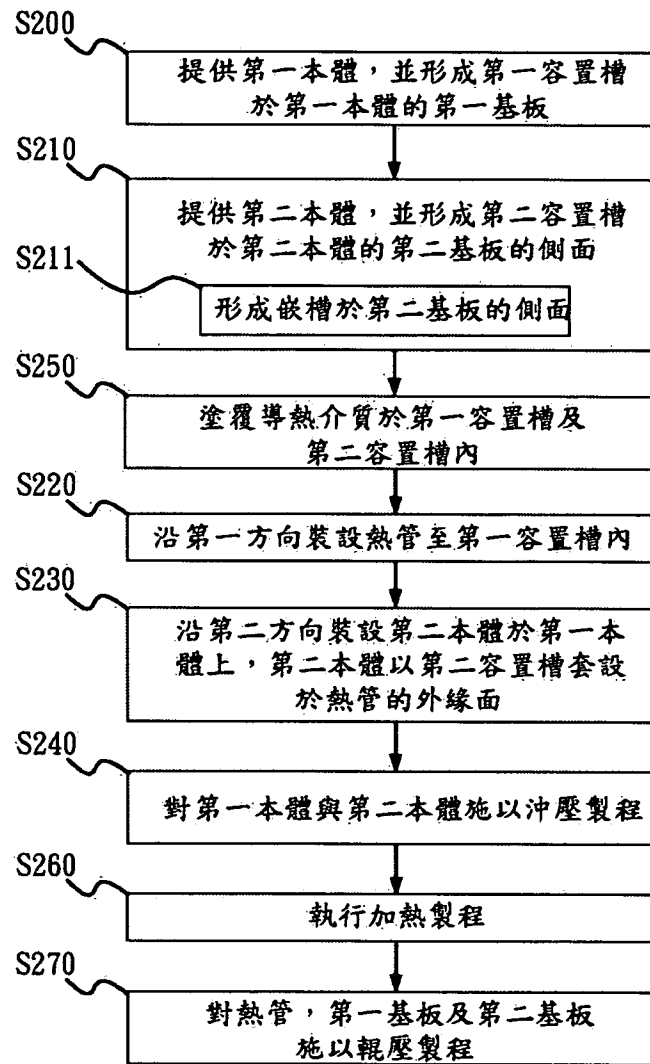 S200
提供第一本體，並形成第一容置槽
於第一本體的第一基板
S210
提供第二本體，並形成第二容置槽
於第二本體的第二基板的側面
S211
形成嵌槽於第二基板的側面
S250
塗覆導熱介質於第一容置槽及
第二容置槽內
S220
沿第一方向裝設熱管至第一容置槽內
S230
沿第二方向裝設第二本體於第一本
體上，第二本體以第二容置槽套設
於熱管的外緣面
S240
對第一本體與第二本體施以沖壓製程
S260
執行加熱製程
S270
對熱管，第一基板及第二基板
施以輥壓製程